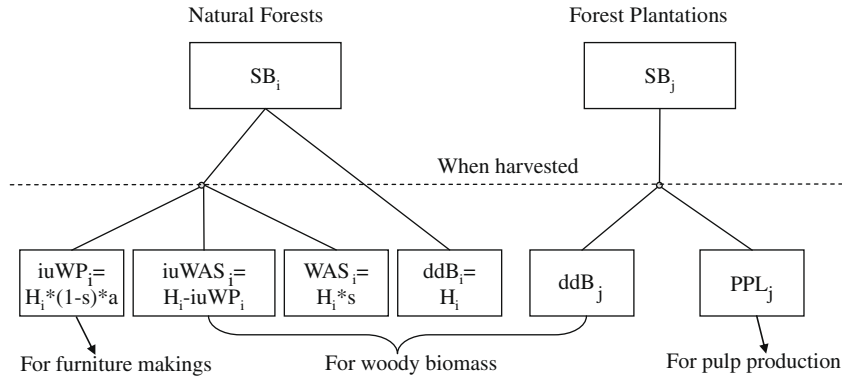 Natural Forests
Forest Plantations
SB_i
SB_j
When harvested
iuWP_i=
H_i*(1-s)*a
iuWAS_i=
H_i-iuWP_i
WAS_i=
H_i*s
ddB_i=
H_i
ddB_j
PPL_j
For furniture makings
For woody biomass
For pulp production